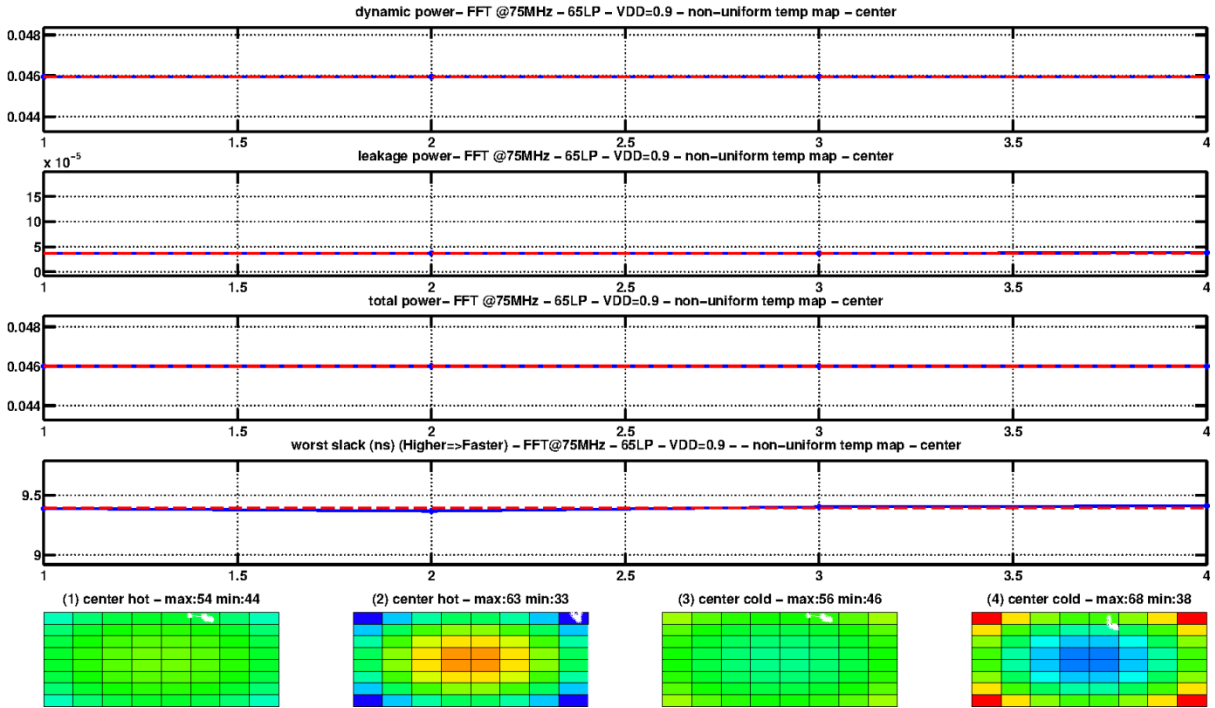 dynamic power– FFT @75MHz – 65LP – VDD=0.9 – non–uniform temp map – center
0.048
0.046
0.044
1 1.5 2 2.5 3 3.5 4
x 10⁻⁵
leakage power– FFT @75MHz – 65LP – VDD=0.9 – non–uniform temp map – center
15
10
5
0
1 1.5 2 2.5 3 3.5 4
total power– FFT @75MHz – 65LP – VDD=0.9 – non–uniform temp map – center
0.048
0.046
0.044
1 1.5 2 2.5 3 3.5 4
worst slack (ns) (Higher=>Faster) – FFT@75MHz – 65LP – VDD=0.9 – – non–uniform temp map – center
9.5
9
1 1.5 2 2.5 3 3.5 4
(1) center hot – max:54 min:44
(2) center hot – max:63 min:33
(3) center cold – max:56 min:46
(4) center cold – max:68 min:38